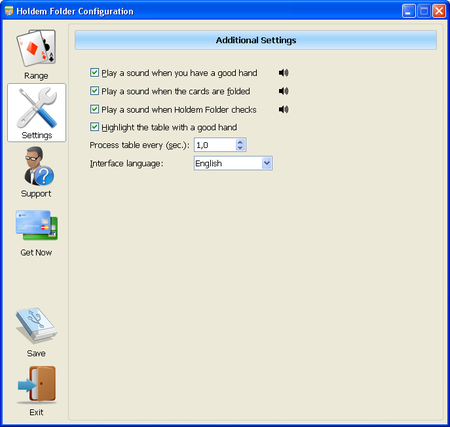 Holdem Folder Configuration
Range
Settings
Support
Get Now
Save
Exit
Additional Settings
Play a sound when you have a good hand
Play a sound when the cards are folded
Play a sound when Holdem Folder checks
Highlight the table with a good hand
Process table every (sec.): 1,0
Interface language: English